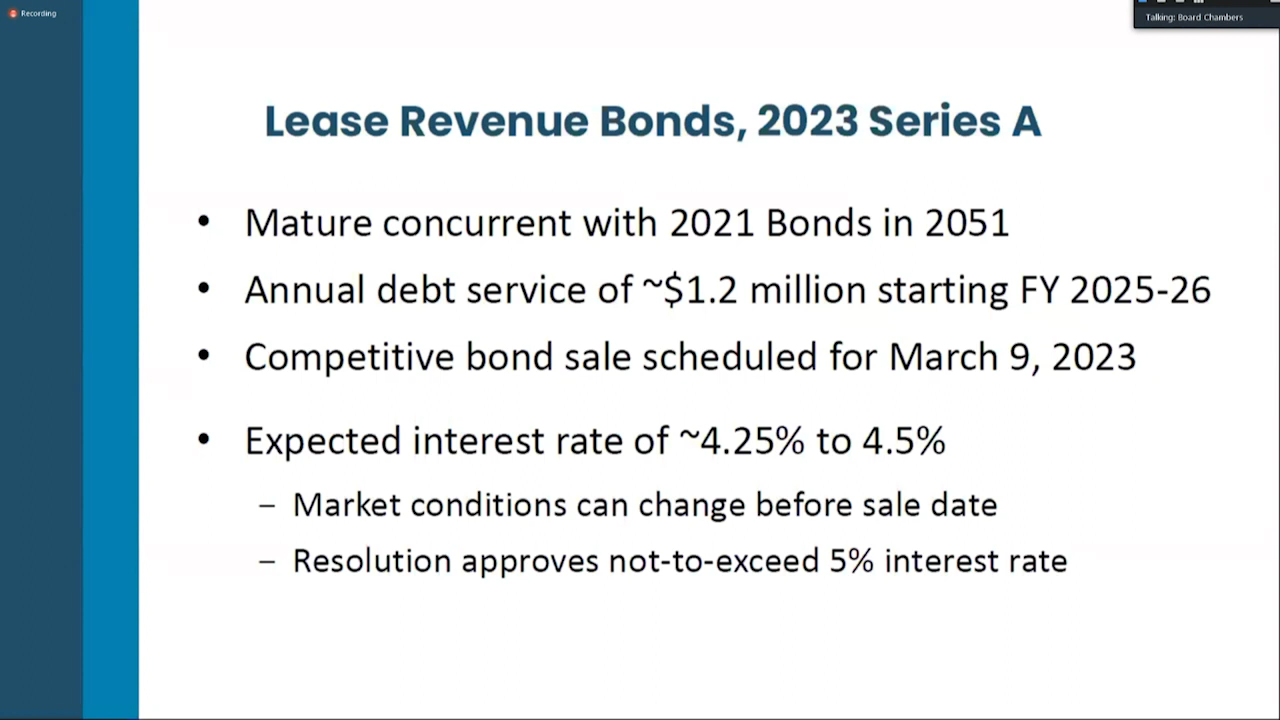 Recording
Talking: Board Chambers
Lease Revenue Bonds, 2023 Series A
• Mature concurrent with 2021 Bonds in 2051
• Annual debt service of ~$1.2 million starting FY 2025-26
• Competitive bond sale scheduled for March 9, 2023
• Expected interest rate of ~4.25% to 4.5%
– Market conditions can change before sale date
– Resolution approves not-to-exceed 5% interest rate